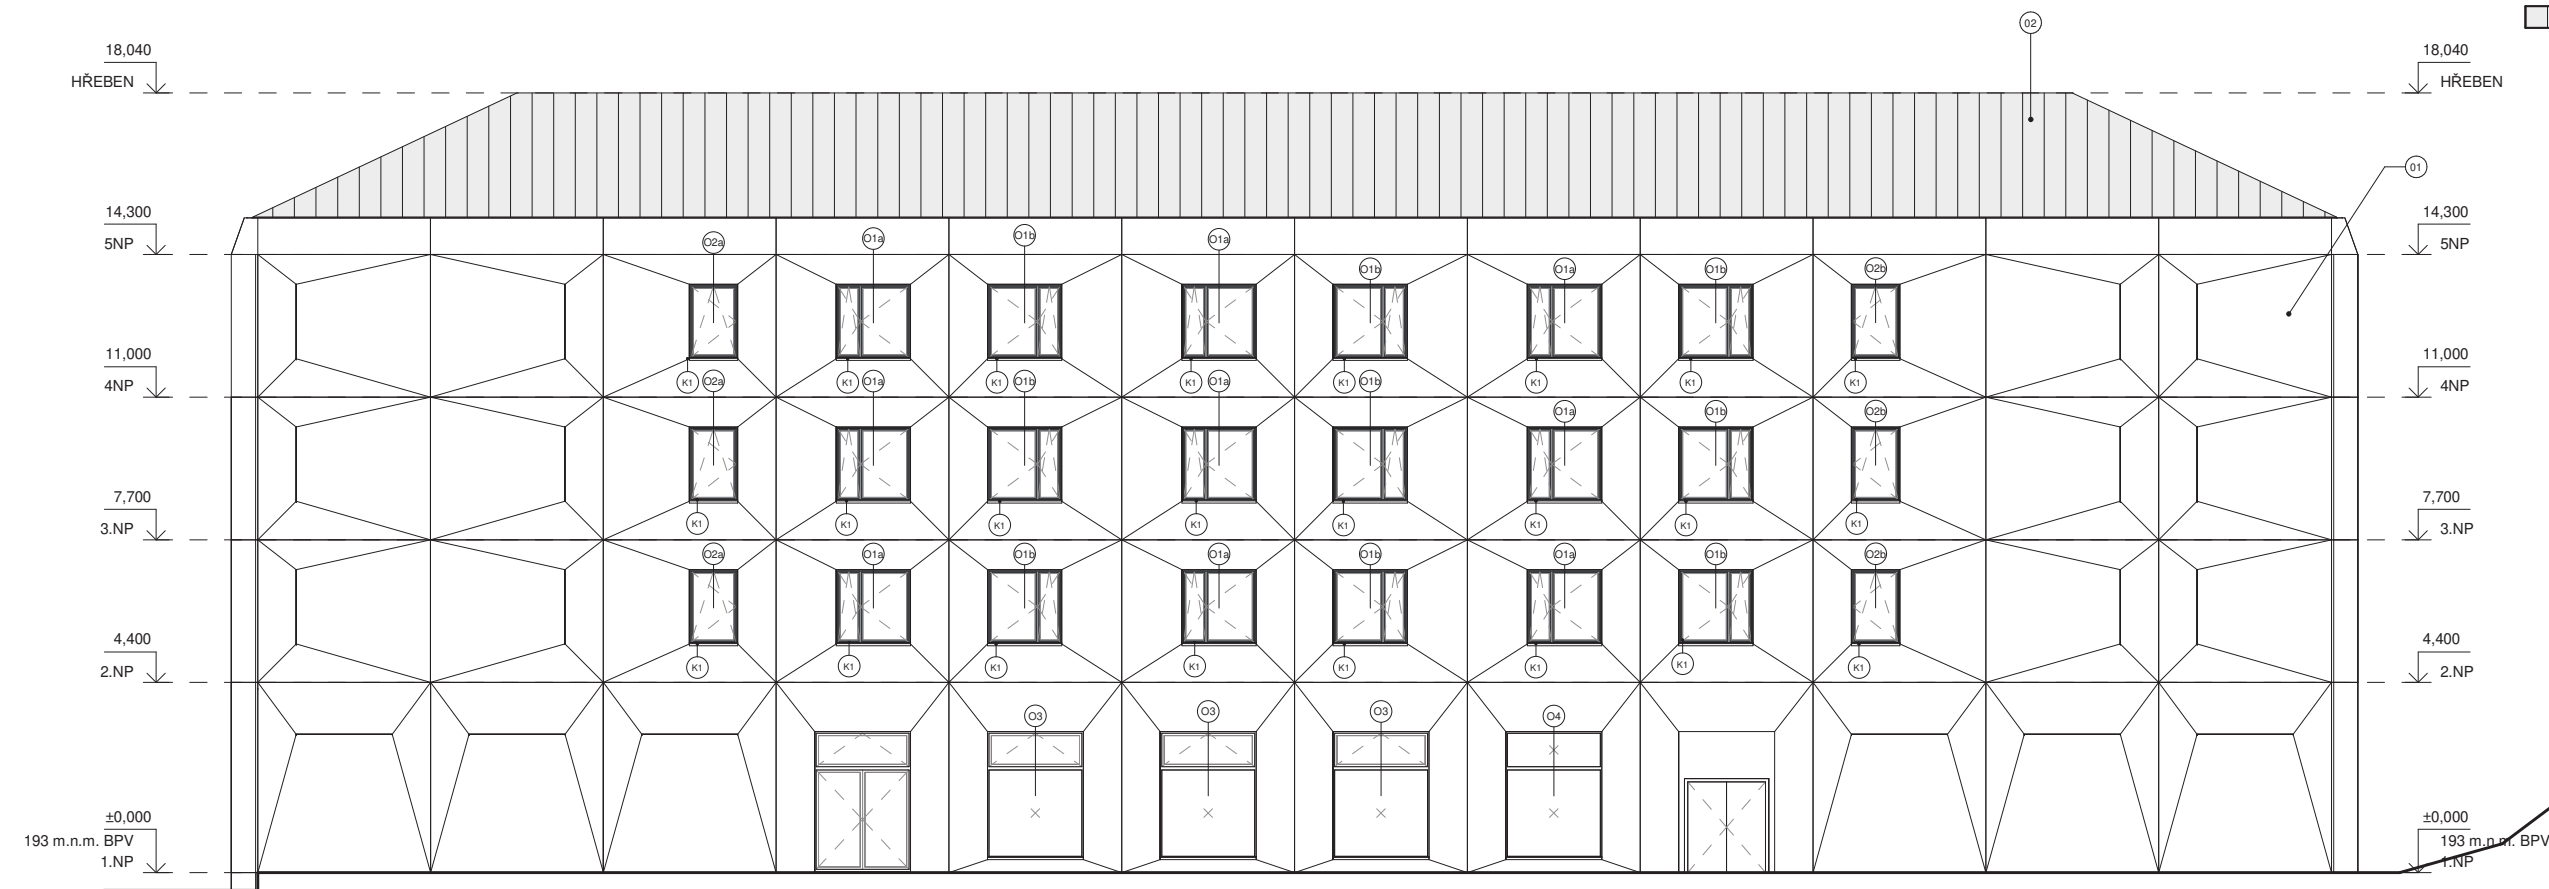 02
18,040
HŘEBEN
18,040
HŘEBEN
01
14,300
5NP
14,300
5NP
O2a
O1a
O1b
O1a
O1b
O1a
O1b
O2b
11,000
4NP
11,000
4NP
K1
O2a
K1
O1a
K1
O1b
K1
O1a
K1
O1b
K1
K1
K1
O1a
O1b
O2b
7,700
3.NP
7,700
3.NP
K1
K1
K1
K1
K1
K1
K1
K1
O2a
O1a
O1b
O1a
O1b
O1a
O1b
O2b
4,400
2.NP
4,400
2.NP
K1
K1
K1
K1
K1
K1
K1
K1
O3
O3
O3
O4
±0,000
193 m.n.m. BPV
1.NP
±0,000
193 m.n.m. BPV
1.NP